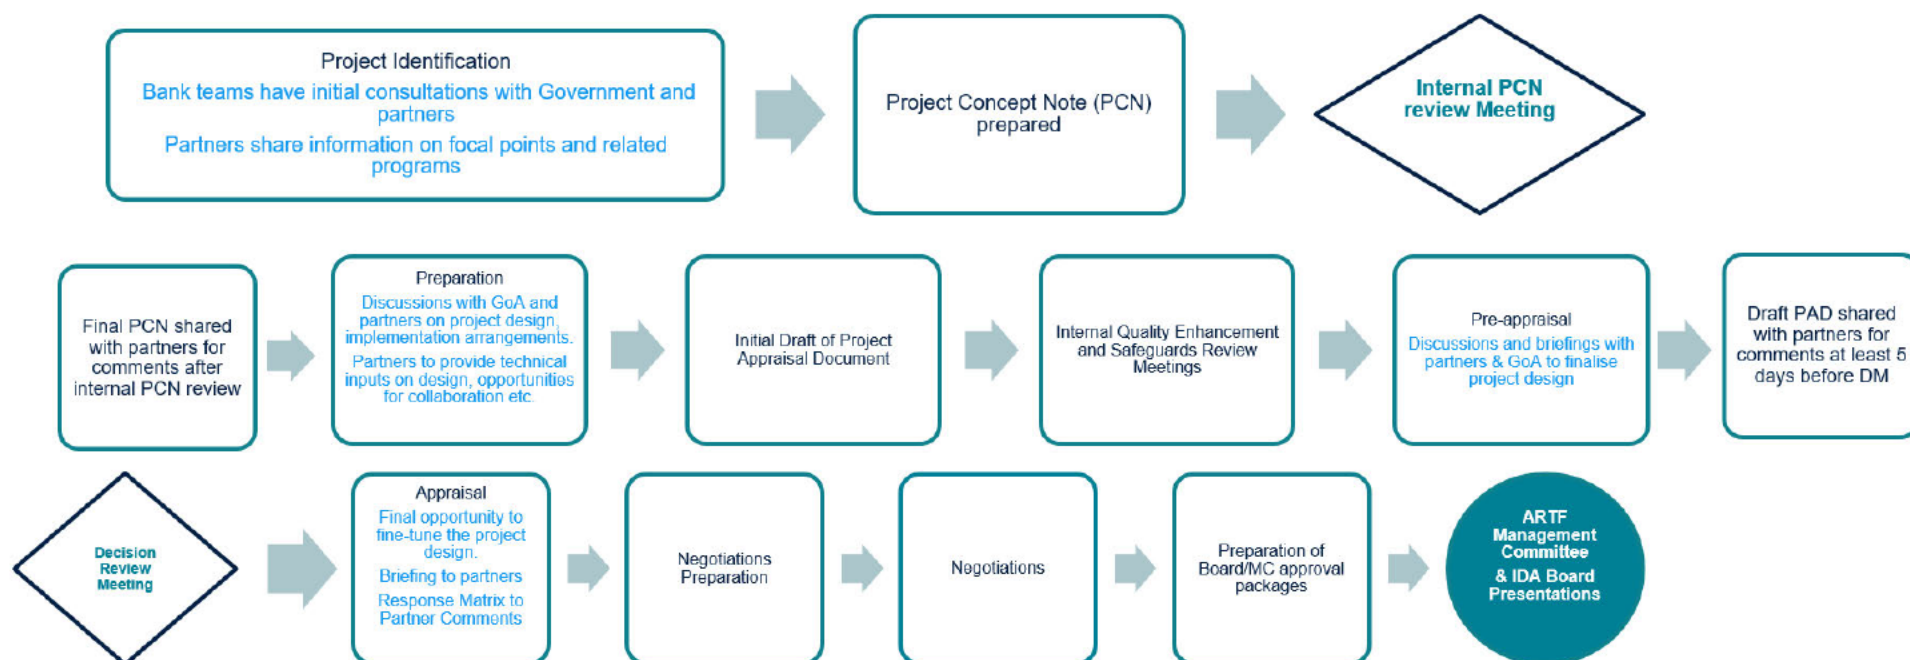 Project Identification
Bank teams have initial consultations with Government and
partners
Partners share information on focal points and related
programs
Project Concept Note (PCN)
prepared
Internal PCN
review Meeting
Final PCN shared
with partners for
comments after
internal PCN review
Preparation
Discussions with GoA and
partners on project design,
implementation arrangements.
Partners to provide technical
inputs on design, opportunities
for collaboration etc.
Initial Draft of Project
Appraisal Document
Internal Quality Enhancement
and Safeguards Review
Meetings
Pre-appraisal
Discussions and briefings with
partners & GoA to finalise
project design
Draft PAD shared
with partners for
comments at least 5
days before DM
Decision
Review
Meeting
Appraisal
Final opportunity to
fine-tune the project
design.
Briefing to partners
Response Matrix to
Partner Comments
Negotiations
Preparation
Negotiations
Preparation of
Board/MC approval
packages
ARTF
Management
Committee
& IDA Board
Presentations